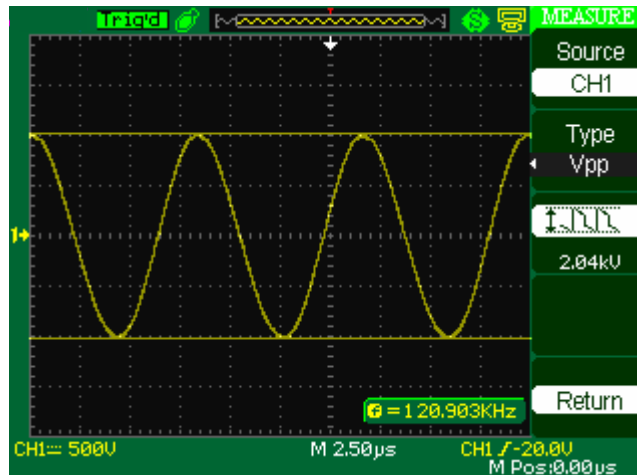 Trig'd MEASURE
Source
CH1
Type
Vpp
1
2.04kV
f=120.903KHz
Return
CH1 500V M 2.50µs CH1 -20.0V
M Pos:0.00µs